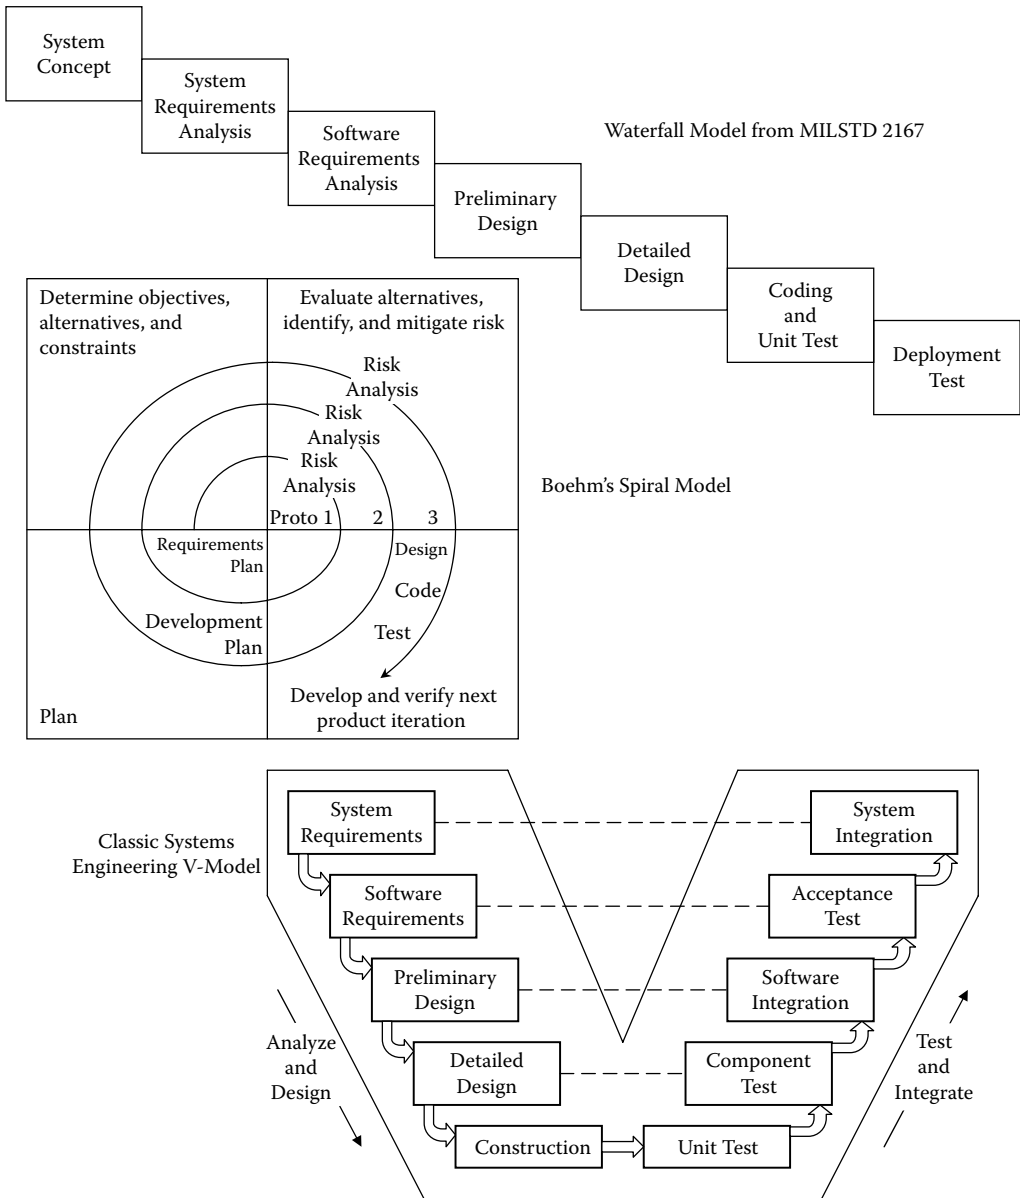 System
Concept
System
Requirements
Analysis
Software
Requirements
Analysis
Waterfall Model from MILSTD 2167
Preliminary
Design
Detailed
Design
Coding
and
Unit Test
Deployment
Test
Determine objectives,
alternatives, and
constraints
Evaluate alternatives,
identify, and mitigate risk
Risk
Analysis
Risk
Analysis
Risk
Analysis
Proto 1
2
3
Requirements
Plan
Design
Code
Test
Development
Plan
Plan
Develop and verify next
product iteration
Boehm's Spiral Model
Classic Systems
Engineering V-Model
System
Requirements
System
Integration
Software
Requirements
Acceptance
Test
Preliminary
Design
Software
Integration
Analyze
and
Design
Detailed
Design
Component
Test
Test
and
Integrate
Construction
Unit Test